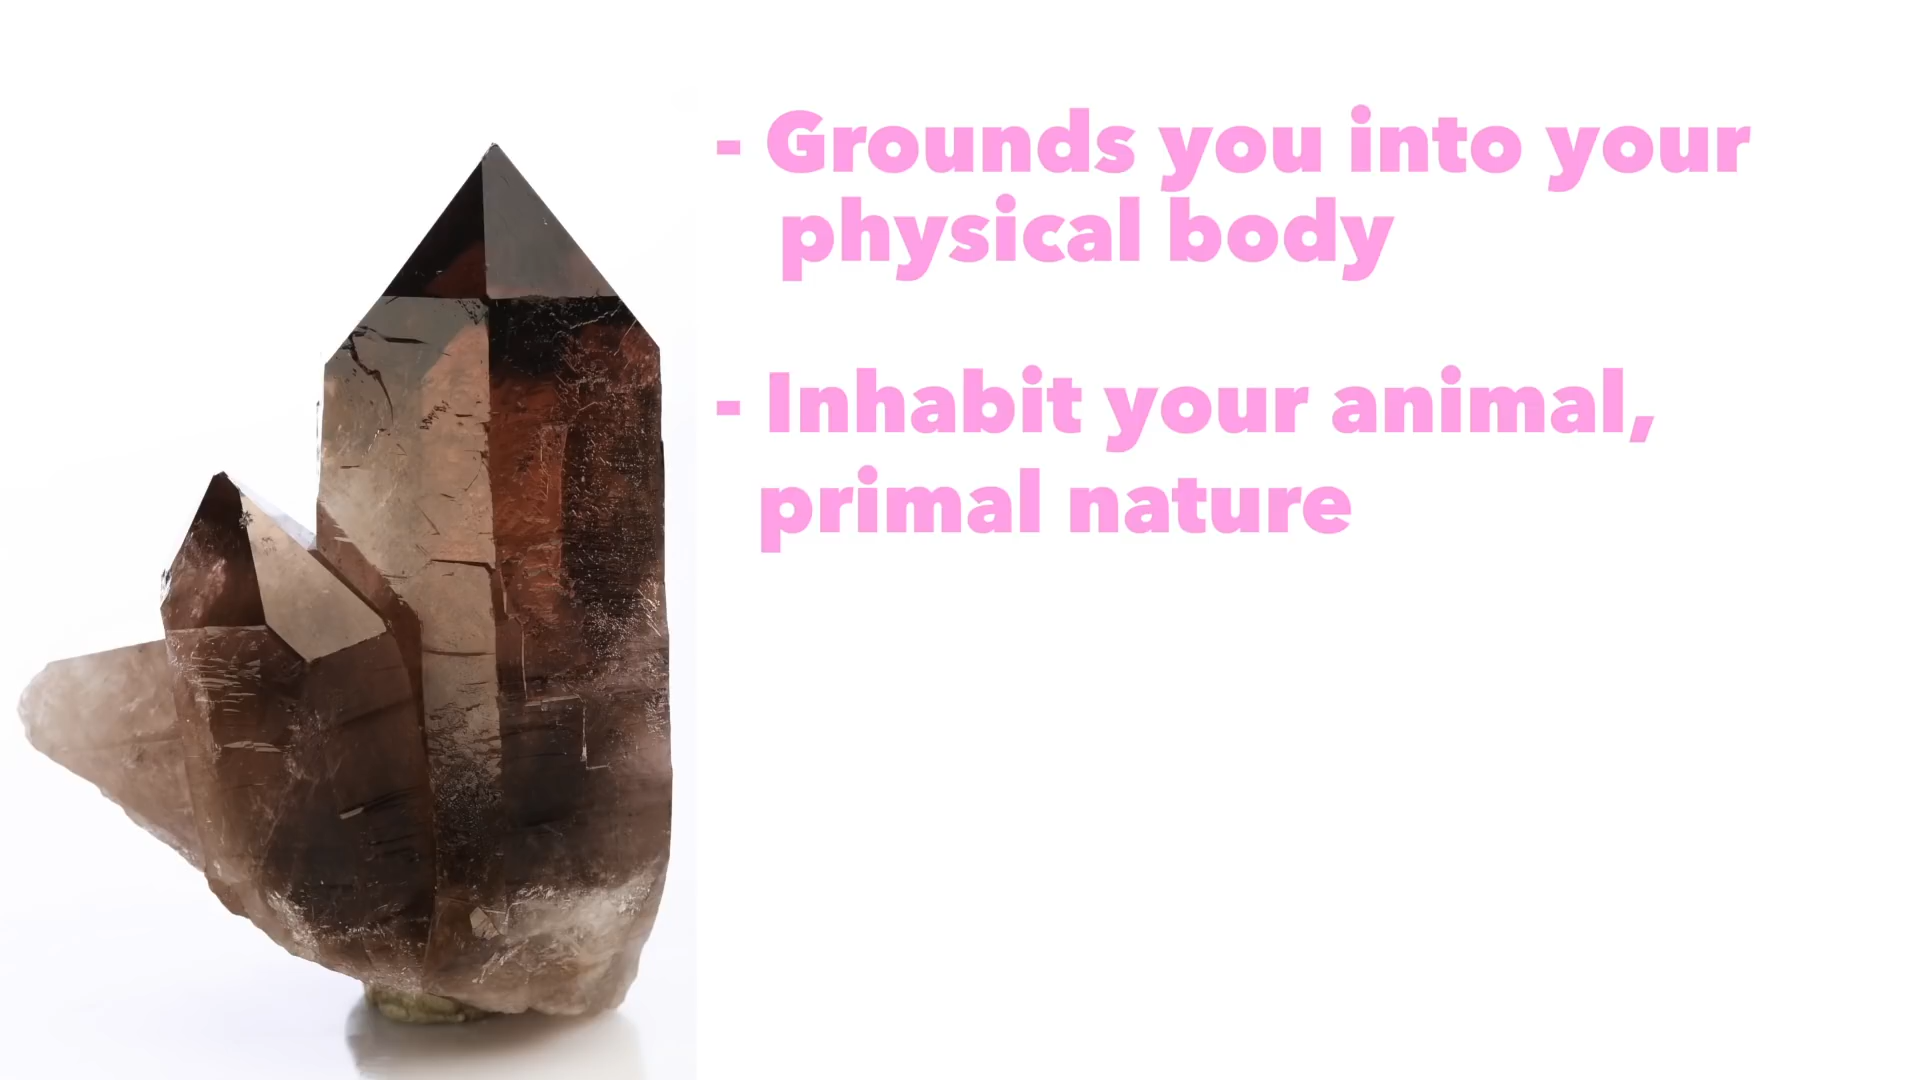 - Grounds you into your
physical body
- Inhabit your animal,
primal nature